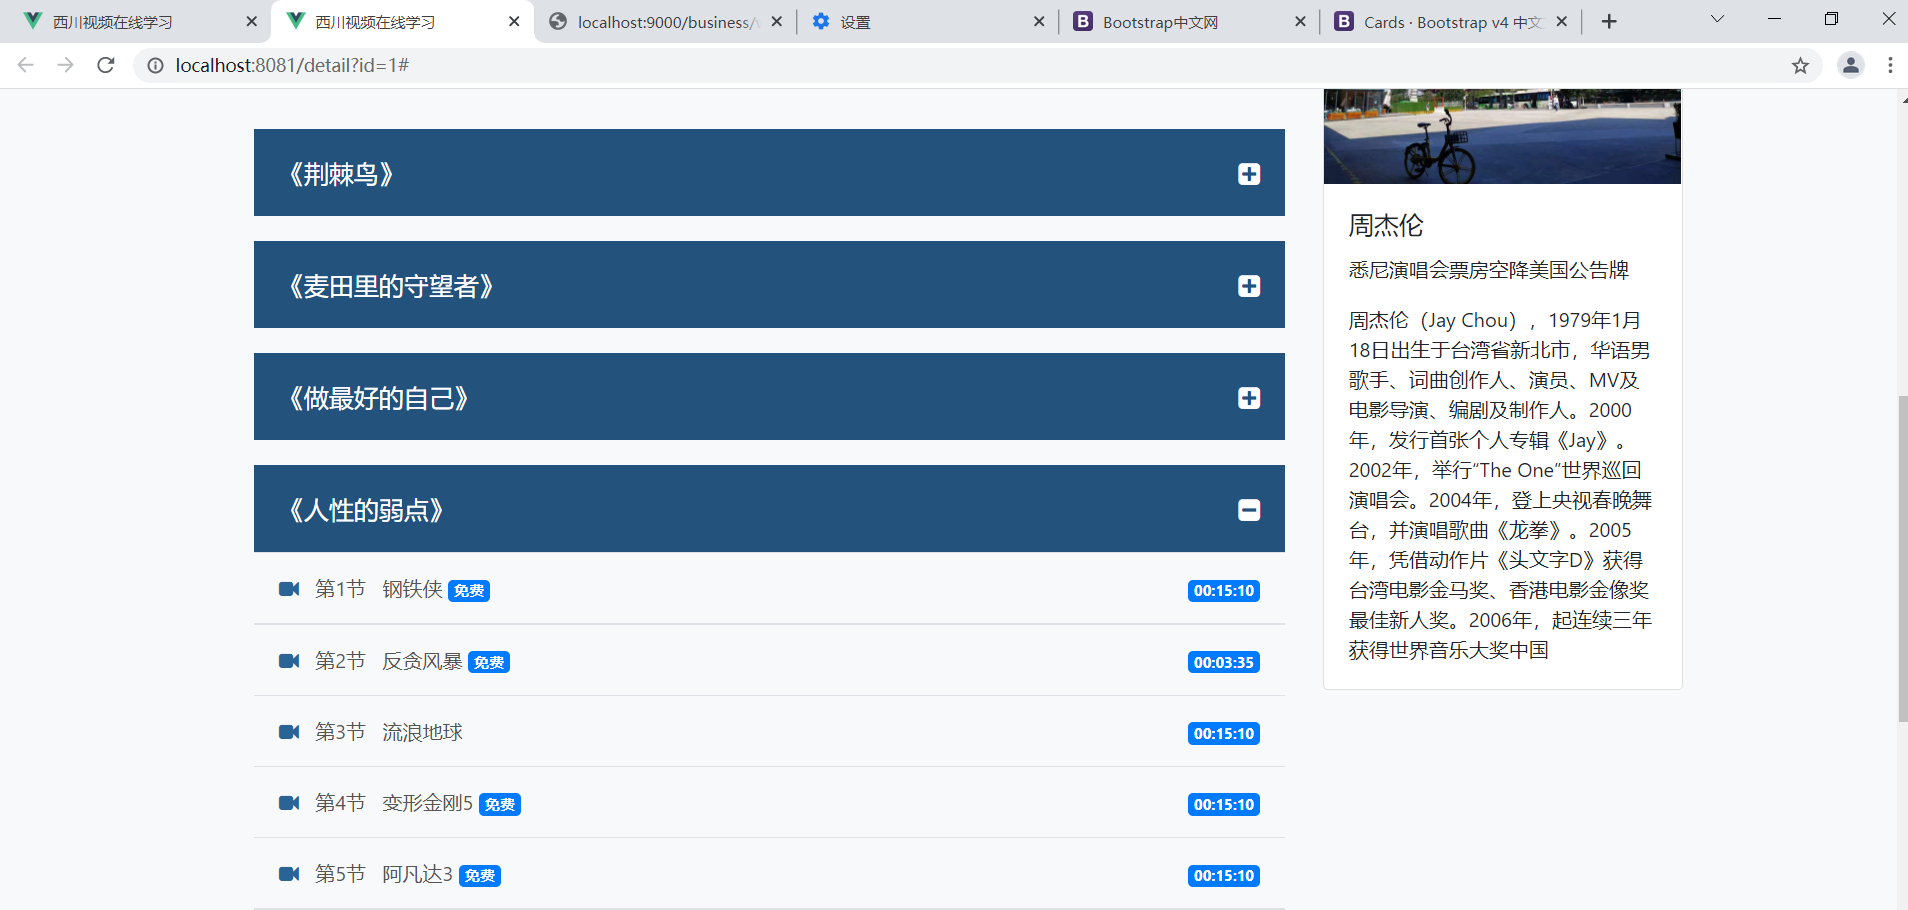 西川视频在线学习
西川视频在线学习
localhost:9000/business/
设置
Bootstrap中文网
Cards · Bootstrap v4 中文
localhost:8081/detail?id=1#
《荆棘鸟》
《麦田里的守望者》
《做最好的自己》
《人性的弱点》
第1节 钢铁侠 免费 00:15:10
第2节 反贪风暴 免费 00:03:35
第3节 流浪地球 00:15:10
第4节 变形金刚5 免费 00:15:10
第5节 阿凡达3 免费 00:15:10
周杰伦
悉尼演唱会票房空降美国公告牌
周杰伦（Jay Chou），1979年1月
18日出生于台湾省新北市，华语男
歌手、词曲创作人、演员、MV及
电影导演、编剧及制作人。2000
年，发行首张个人专辑《Jay》。
2002年，举行“The One”世界巡回
演唱会。2004年，登上央视春晚舞
台，并演唱歌曲《龙拳》。2005
年，凭借动作片《头文字D》获得
台湾电影金马奖、香港电影金像奖
最佳新人奖。2006年，起连续三年
获得世界音乐大奖中国